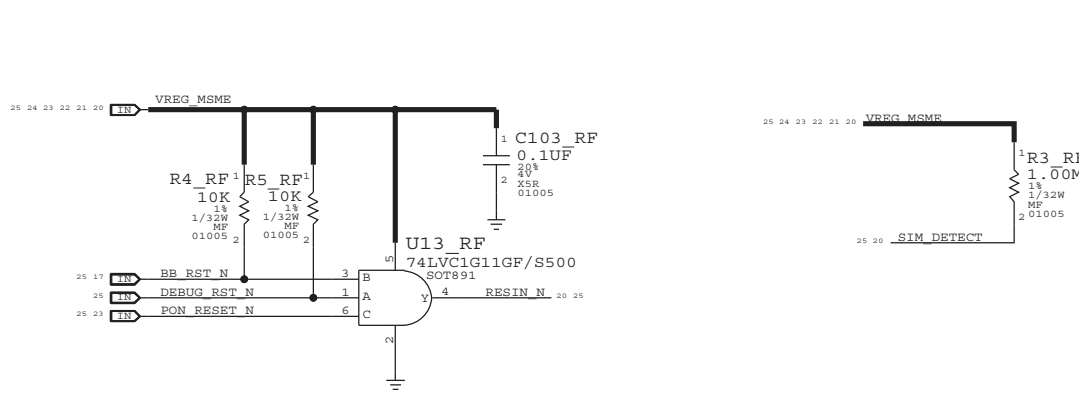 25 24 23 22 21 20 IN VREG_MSME
1 C103_RF
0.1UF
20%
4V
2 X5R
01005
R4_RF 1
10K
1%
1/32W
MF
01005 2
R5_RF 1
10K
1%
1/32W
MF
01005 2
U13_RF
5 74LVC1G11GF/S500
SOT891
25 17 IN BB_RST_N 3 B
25 IN DEBUG_RST_N 1 A
25 23 IN PON_RESET_N 6 C
Y 4 RESIN_N 20 25
2
25 24 23 22 21 20 VREG_MSME
1 R3_RF
1.00M
1%
1/32W
MF
2 01005
25 20 SIM_DETECT